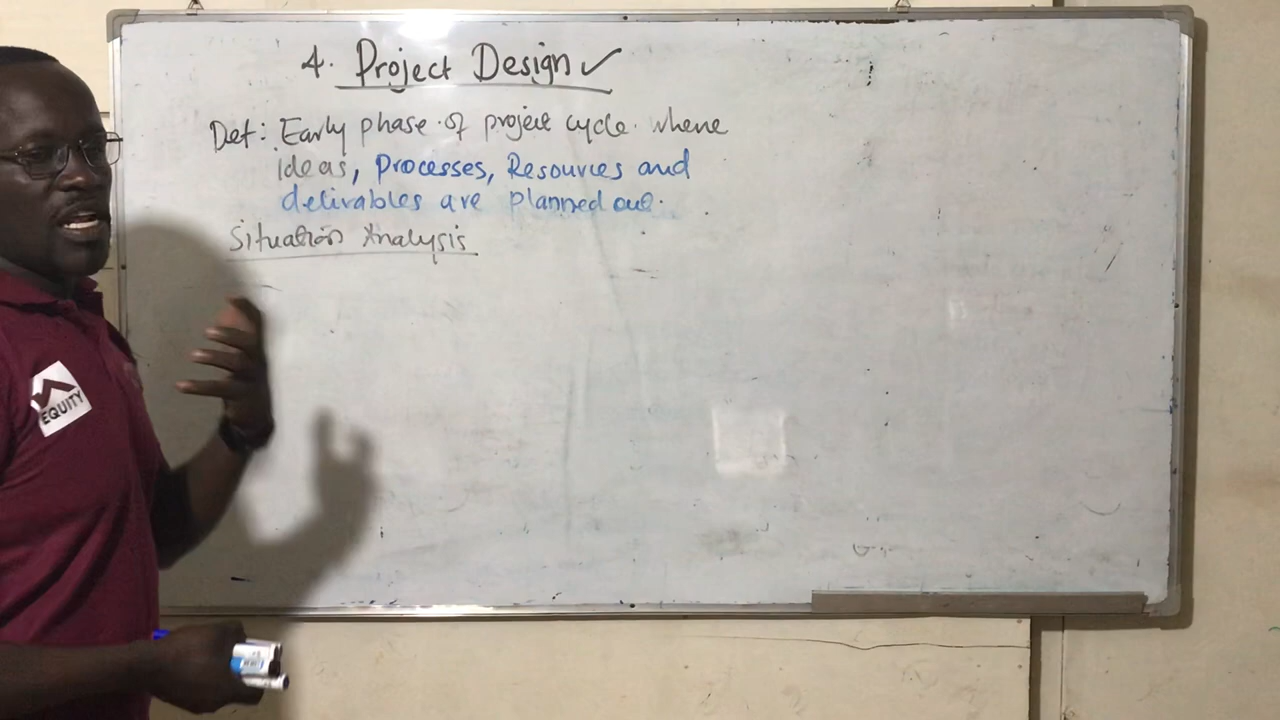 4. Project Design ✓
Def: Early phase of project cycle where
ideas, Processes, Resources and
delivables are planned out.
Situation Analysis
EQUITY